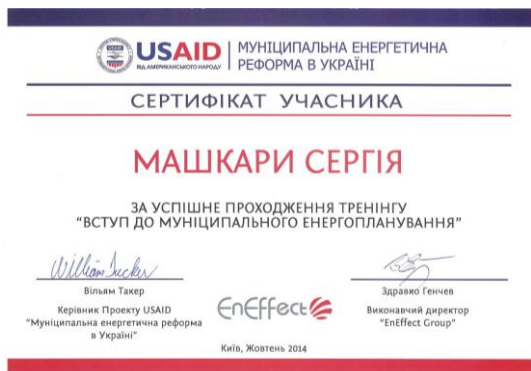 USAID
ВІД АМЕРИКАНСЬКОГО НАРОДУ
МУНІЦИПАЛЬНА ЕНЕРГЕТИЧНА
РЕФОРМА В УКРАЇНІ
СЕРТИФІКАТ УЧАСНИКА
МАШКАРИ СЕРГІЯ
ЗА УСПІШНЕ ПРОХОДЖЕННЯ ТРЕНІНГУ
“ВСТУП ДО МУНІЦИПАЛЬНОГО ЕНЕРГОПЛАНУВАННЯ”
William Tucker
Вільям Такер
Керівник Проекту USAID
“Муніципальна енергетична реформа
в Україні”
EnEffect
Здравко Генчев
Виконавчий директор
“EnEffect Group”
Київ, Жовтень 2014